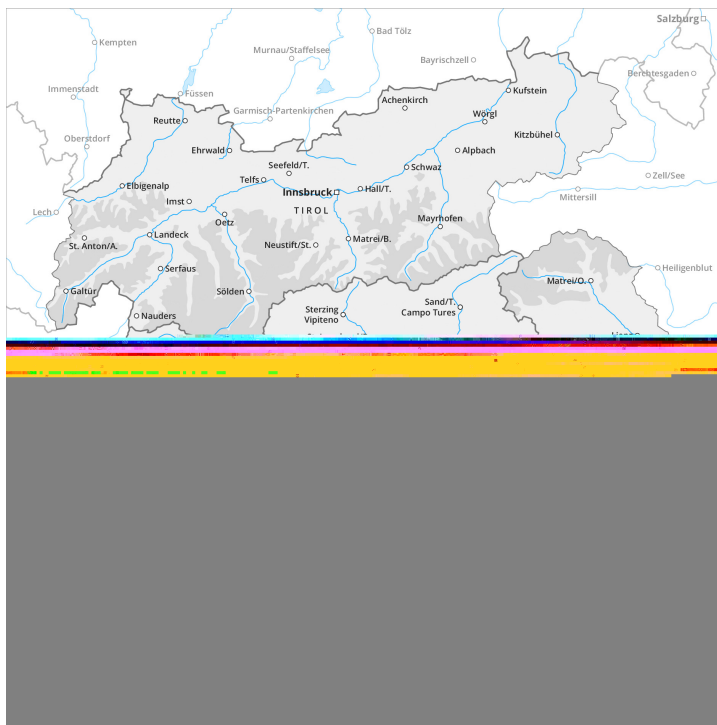 Salzburg
Bad Tölz
Kempten
Murnau/Staffelsee
Bayrischzell
Berchtesgaden
Immenstadt
Füssen
Kufstein
Achenkirch
Garmisch-Partenkirchen
Wörgl
Reutte
Kitzbühel
Oberstdorf
Ehrwald
Alpbach
Seefeld/T.
Schwaz
Telfs
Zell/See
Elbigenalp
Innsbruck
Hall/T.
Mittersill
Imst
TIROL
Lech
Oetz
Mayrhofen
Landeck
Matrei/B.
St. Anton/A.
Neustift/St.
Serfaus
Heiligenblut
Matrei/O.
Galtür
Sölden
Sand/T.
Campo Tures
Sterzing
Vipiteno
Nauders